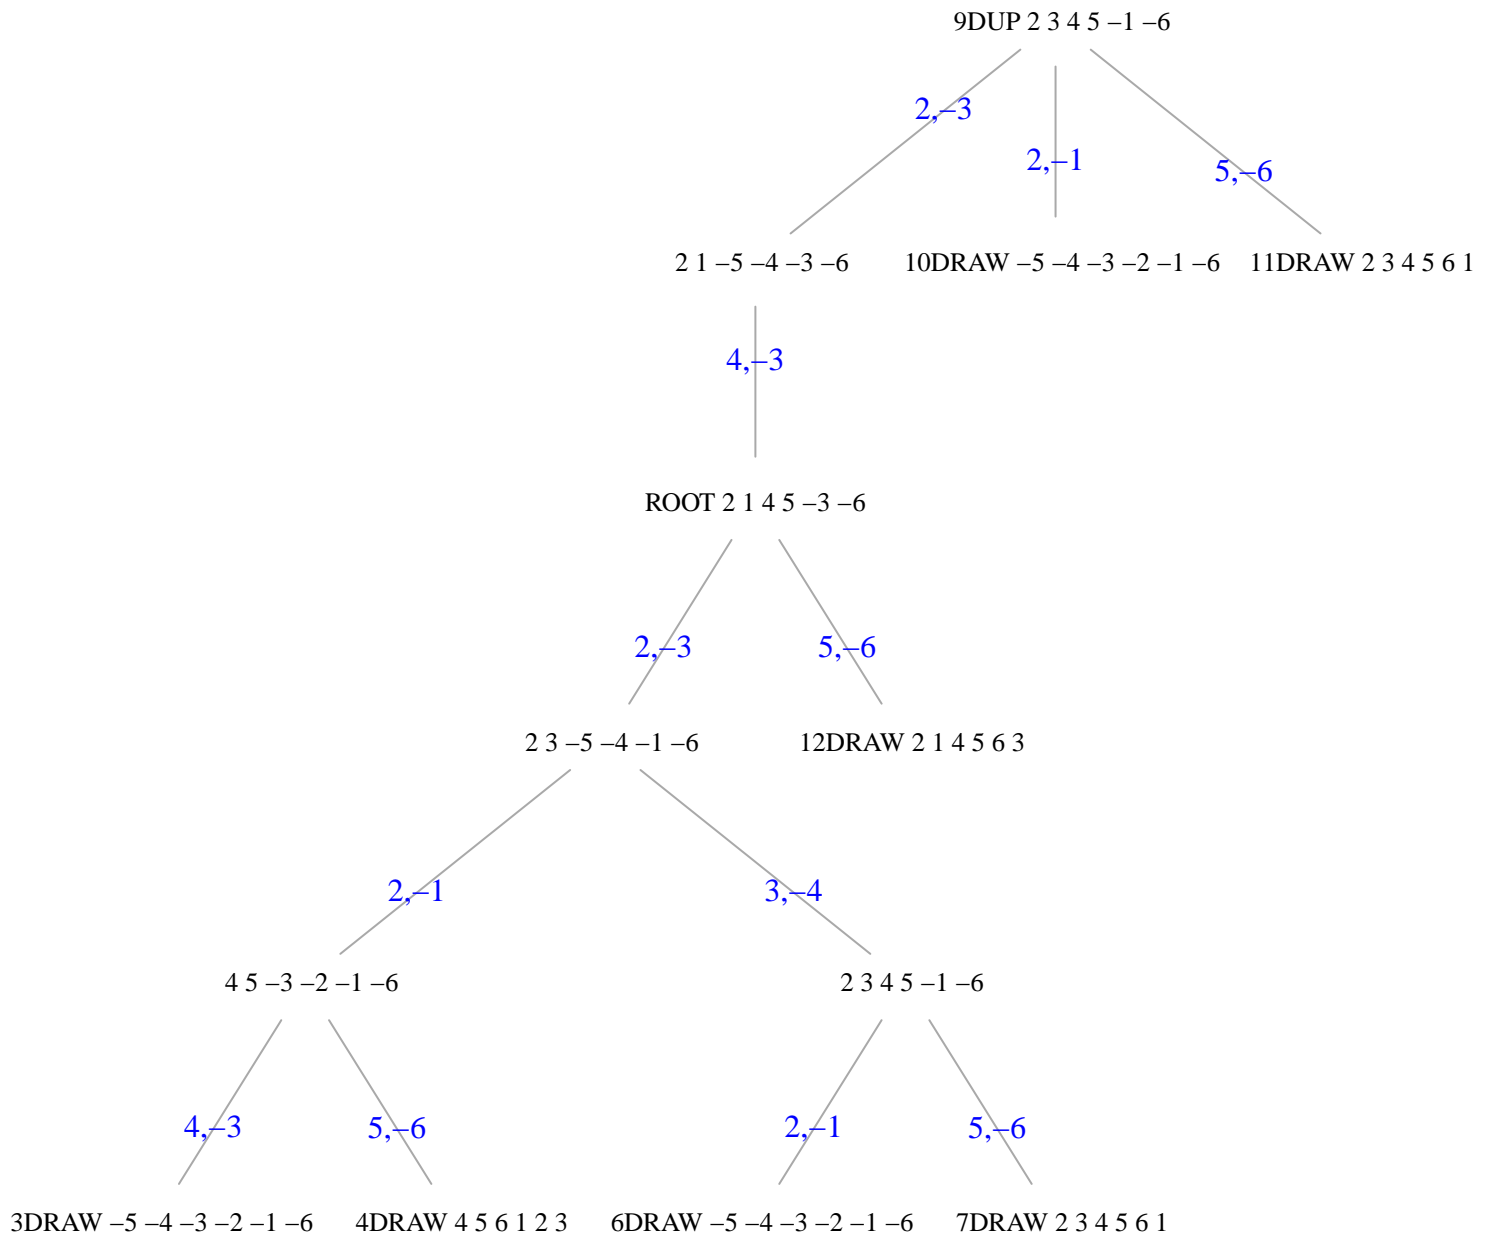 9DUP 2 3 4 5 –1 –6
2,–3
2,–1
5,–6
2 1 –5 –4 –3 –6
10DRAW –5 –4 –3 –2 –1 –6
11DRAW 2 3 4 5 6 1
4,–3
ROOT 2 1 4 5 –3 –6
2,–3
5,–6
2 3 –5 –4 –1 –6
12DRAW 2 1 4 5 6 3
2,–1
3,–4
4 5 –3 –2 –1 –6
2 3 4 5 –1 –6
4,–3
5,–6
2,–1
5,–6
3DRAW –5 –4 –3 –2 –1 –6
4DRAW 4 5 6 1 2 3
6DRAW –5 –4 –3 –2 –1 –6
7DRAW 2 3 4 5 6 1